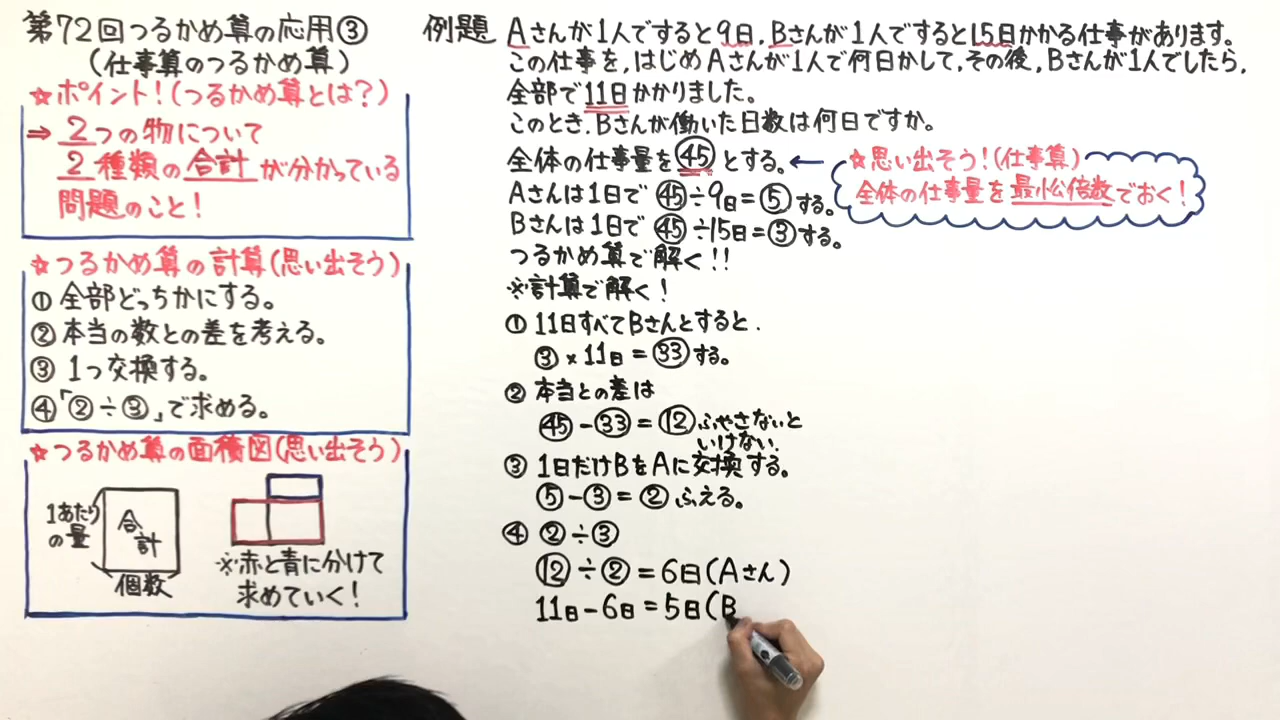 第72回つるかめ算の応用③
(仕事算のつるかめ算)
☆ポイント!(つるかめ算とは?)
⇒ 2つの物について
2種類の合計が分かっている
問題のこと!
☆つるかめ算の計算(思い出そう)
① 全部どっちかにする。
② 本当の数との差を考える。
③ 1つ交換する。
④「②÷③」で求める。
☆つるかめ算の面積図(思い出そう)
1あたり
の量
合
計
個数
※赤と青に分けて
求めていく!
例題 Aさんが1人ですると9日,Bさんが1人ですると15日かかる仕事があります。
この仕事を,はじめAさんが1人で何日かして,その後,Bさんが1人でしたら,
全部で11日かかりました。
このとき,Bさんが働いた日数は何日ですか。
全体の仕事量を㊺とする。←
☆思い出そう!(仕事算)
全体の仕事量を最小公倍数でおく!
Aさんは1日で ㊺÷9日=⑤する。
Bさんは1日で ㊺÷15日=③する。
つるかめ算で解く!!
※計算で解く!
① 11日すべてBさんとすると,
③×11日=㉝する。
② 本当との差は
㊺-㉝=⑫ふやさないと
いけない。
③ 1日だけBをAに交換する。
⑤-③=②ふえる。
④ ②÷③
⑫÷②=6日(Aさん)
11日-6日=5日(B